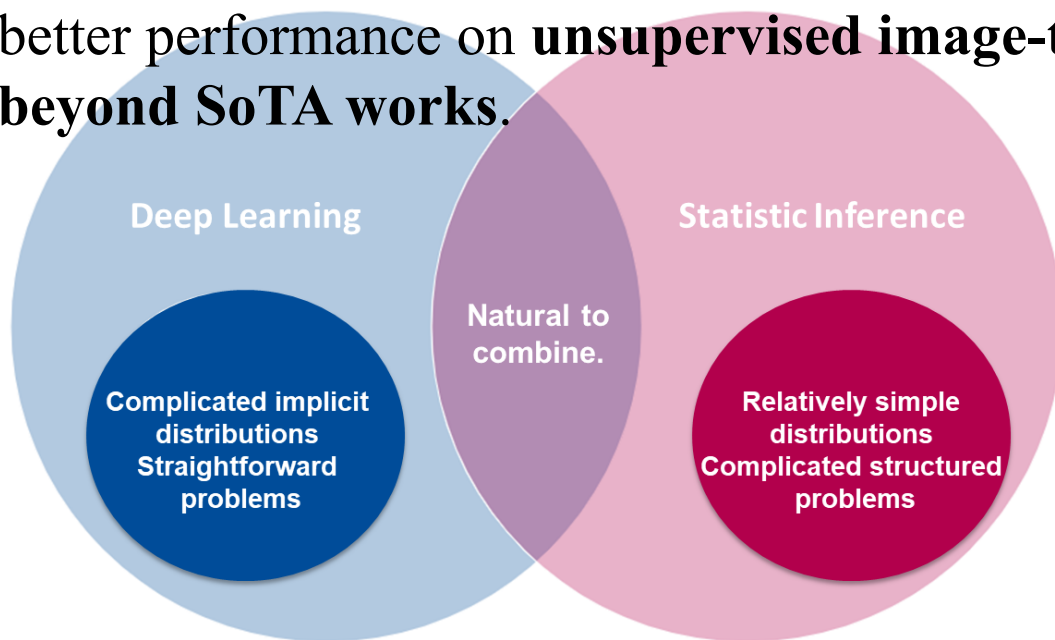 better performance on unsupervised image-t
beyond SoTA works.
Deep Learning
Statistic Inference
Natural to
combine.
Complicated implicit
distributions
Straightforward
problems
Relatively simple
distributions
Complicated structured
problems